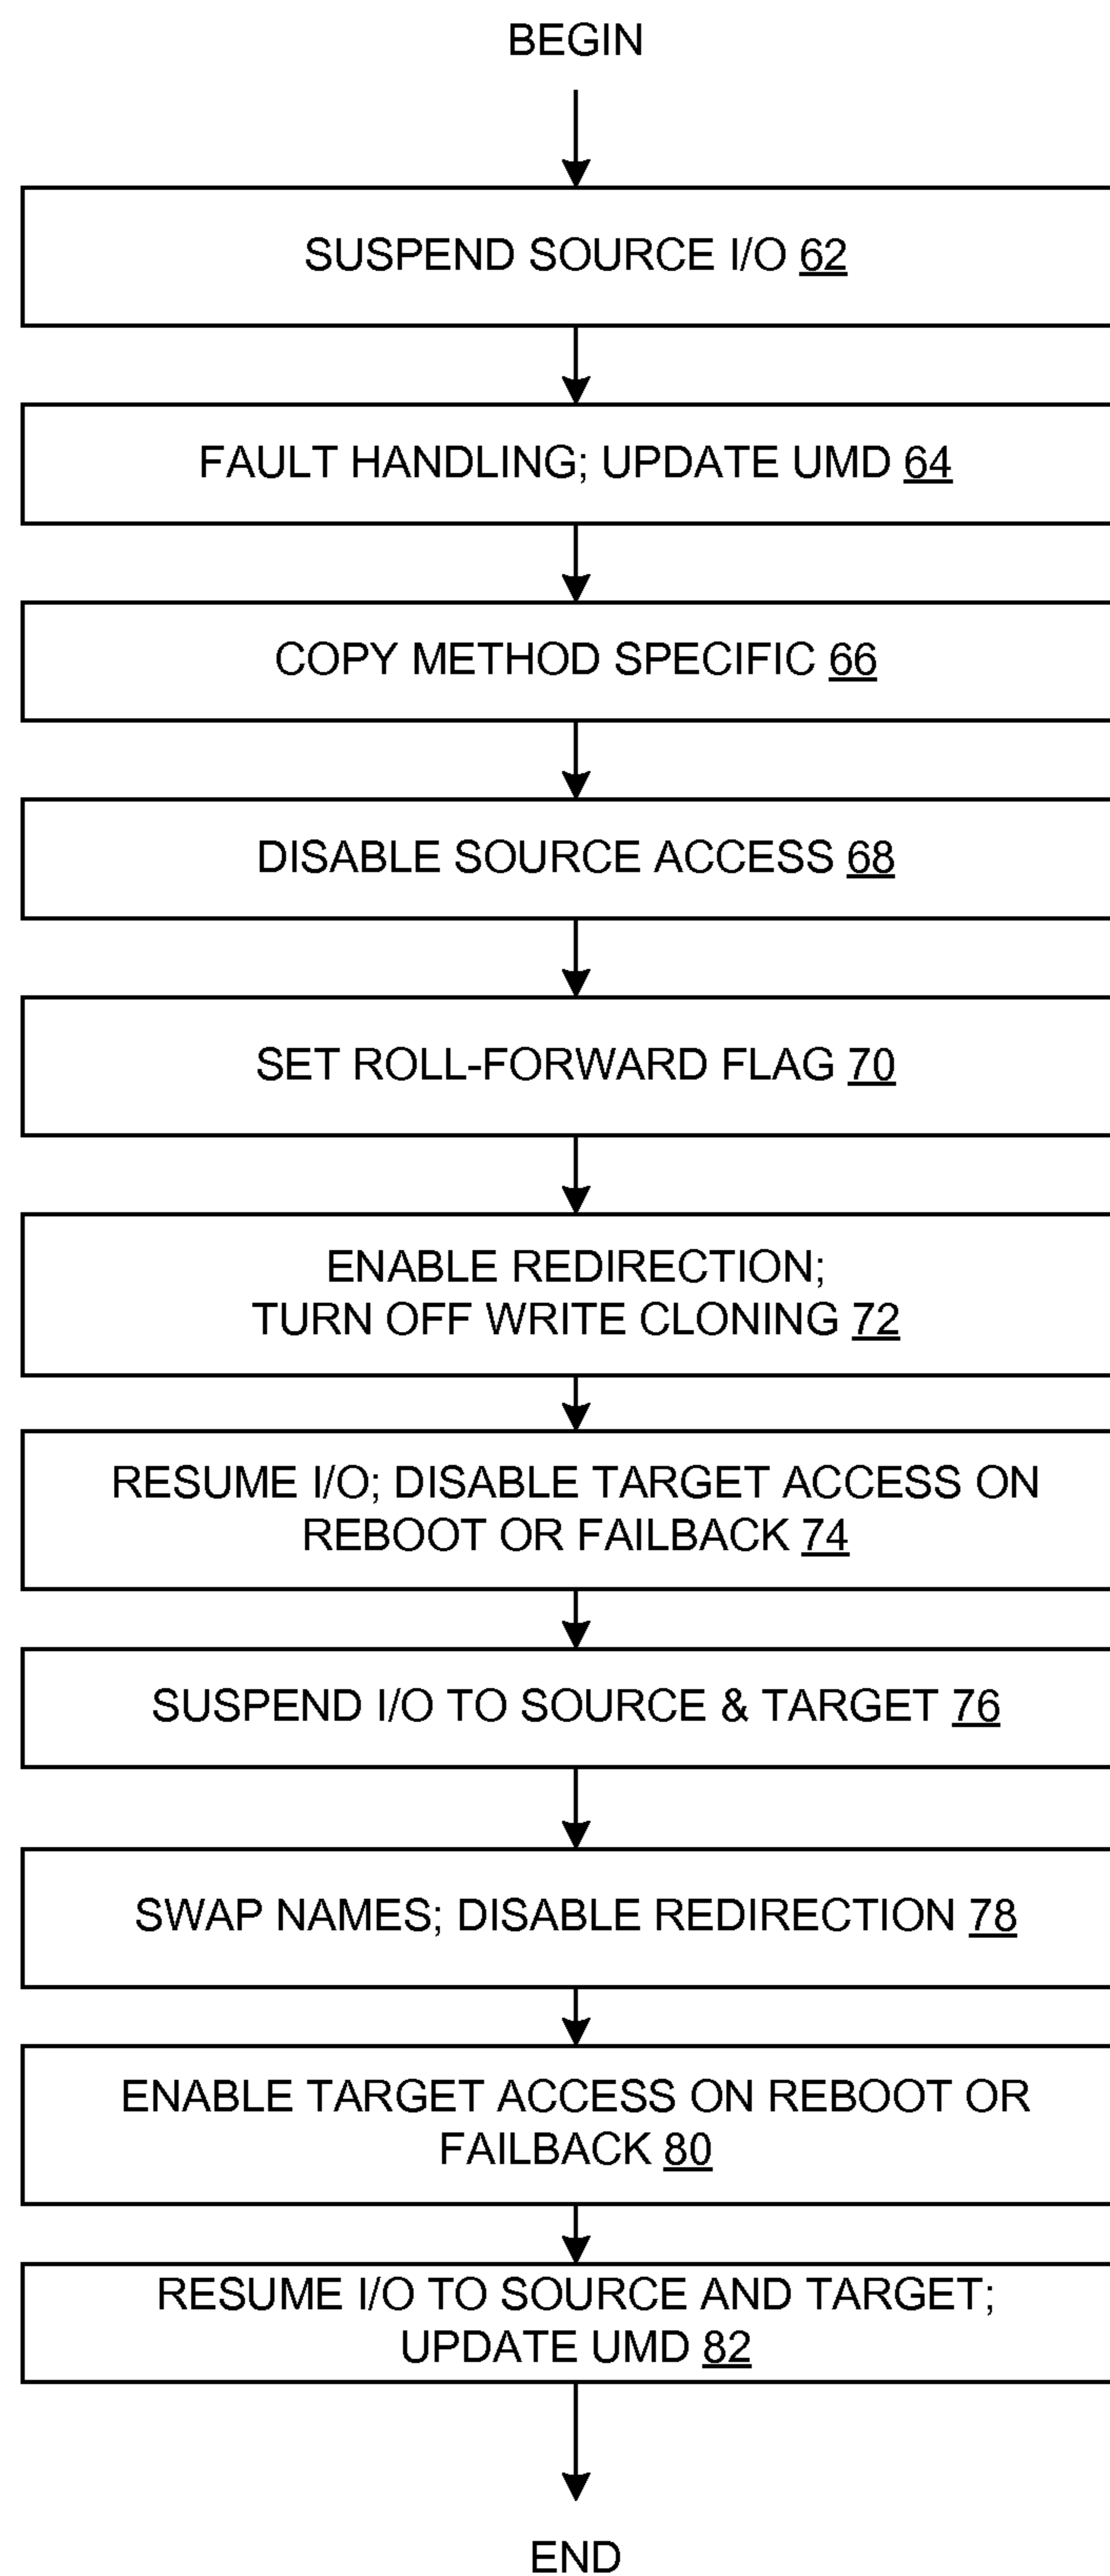 BEGIN
SUSPEND SOURCE I/O 62
FAULT HANDLING; UPDATE UMD 64
COPY METHOD SPECIFIC 66
DISABLE SOURCE ACCESS 68
SET ROLL-FORWARD FLAG 70
ENABLE REDIRECTION;
TURN OFF WRITE CLONING 72
RESUME I/O; DISABLE TARGET ACCESS ON
REBOOT OR FAILBACK 74
SUSPEND I/O TO SOURCE & TARGET 76
SWAP NAMES; DISABLE REDIRECTION 78
ENABLE TARGET ACCESS ON REBOOT OR
FAILBACK 80
RESUME I/O TO SOURCE AND TARGET;
UPDATE UMD 82
END